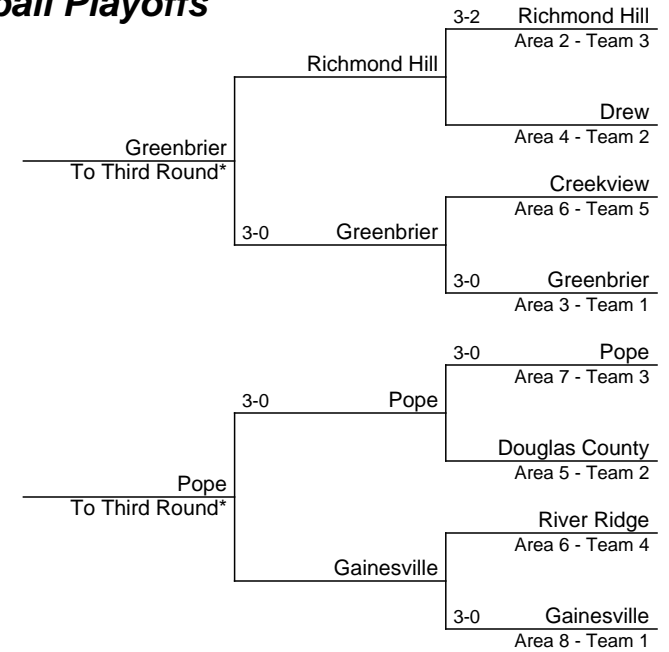 Playoffs
3-2 Richmond Hill
Area 2 - Team 3
Richmond Hill
Drew
Area 4 - Team 2
Greenbrier
To Third Round*
Creekview
Area 6 - Team 5
3-0 Greenbrier
3-0 Greenbrier
Area 3 - Team 1
3-0 Pope
Area 7 - Team 3
3-0 Pope
Douglas County
Area 5 - Team 2
Pope
To Third Round*
River Ridge
Area 6 - Team 4
Gainesville
3-0 Gainesville
Area 8 - Team 1